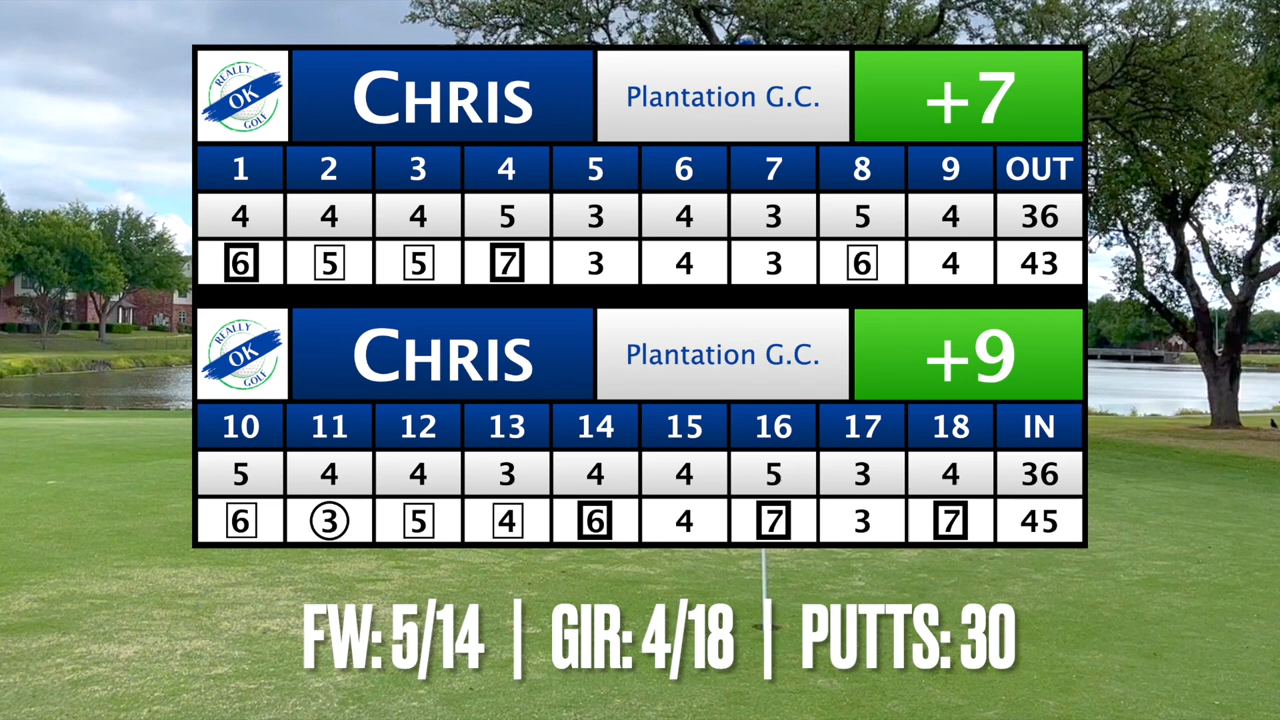 REALLY OK GOLF
CHRIS
Plantation G.C.
+7
1 2 3 4 5 6 7 8 9 OUT
4 4 4 5 3 4 3 5 4 36
6 5 5 7 3 4 3 6 4 43
REALLY OK GOLF
CHRIS
Plantation G.C.
+9
10 11 12 13 14 15 16 17 18 IN
5 4 4 3 4 4 5 3 4 36
6 3 5 4 6 4 7 3 7 45
FW: 5/14 | GIR: 4/18 | PUTTS: 30